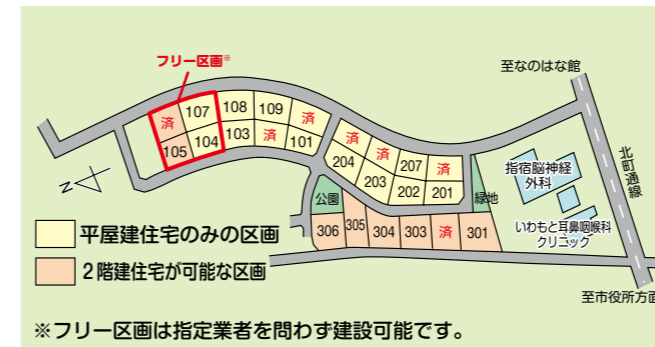 フリー区画※
至なのはな館
済 107 108 109 済
105 104 103 済 101
済 済 207 済
204 203 202 201
N
公園
緑地
306 305 304 303 済 301
指宿脳神経
外科
いわもと耳鼻咽喉科
クリニック
北町通線
至市役所方面
平屋建住宅のみの区画
2階建住宅が可能な区画
※フリー区画は指定業者を問わず建設可能です。